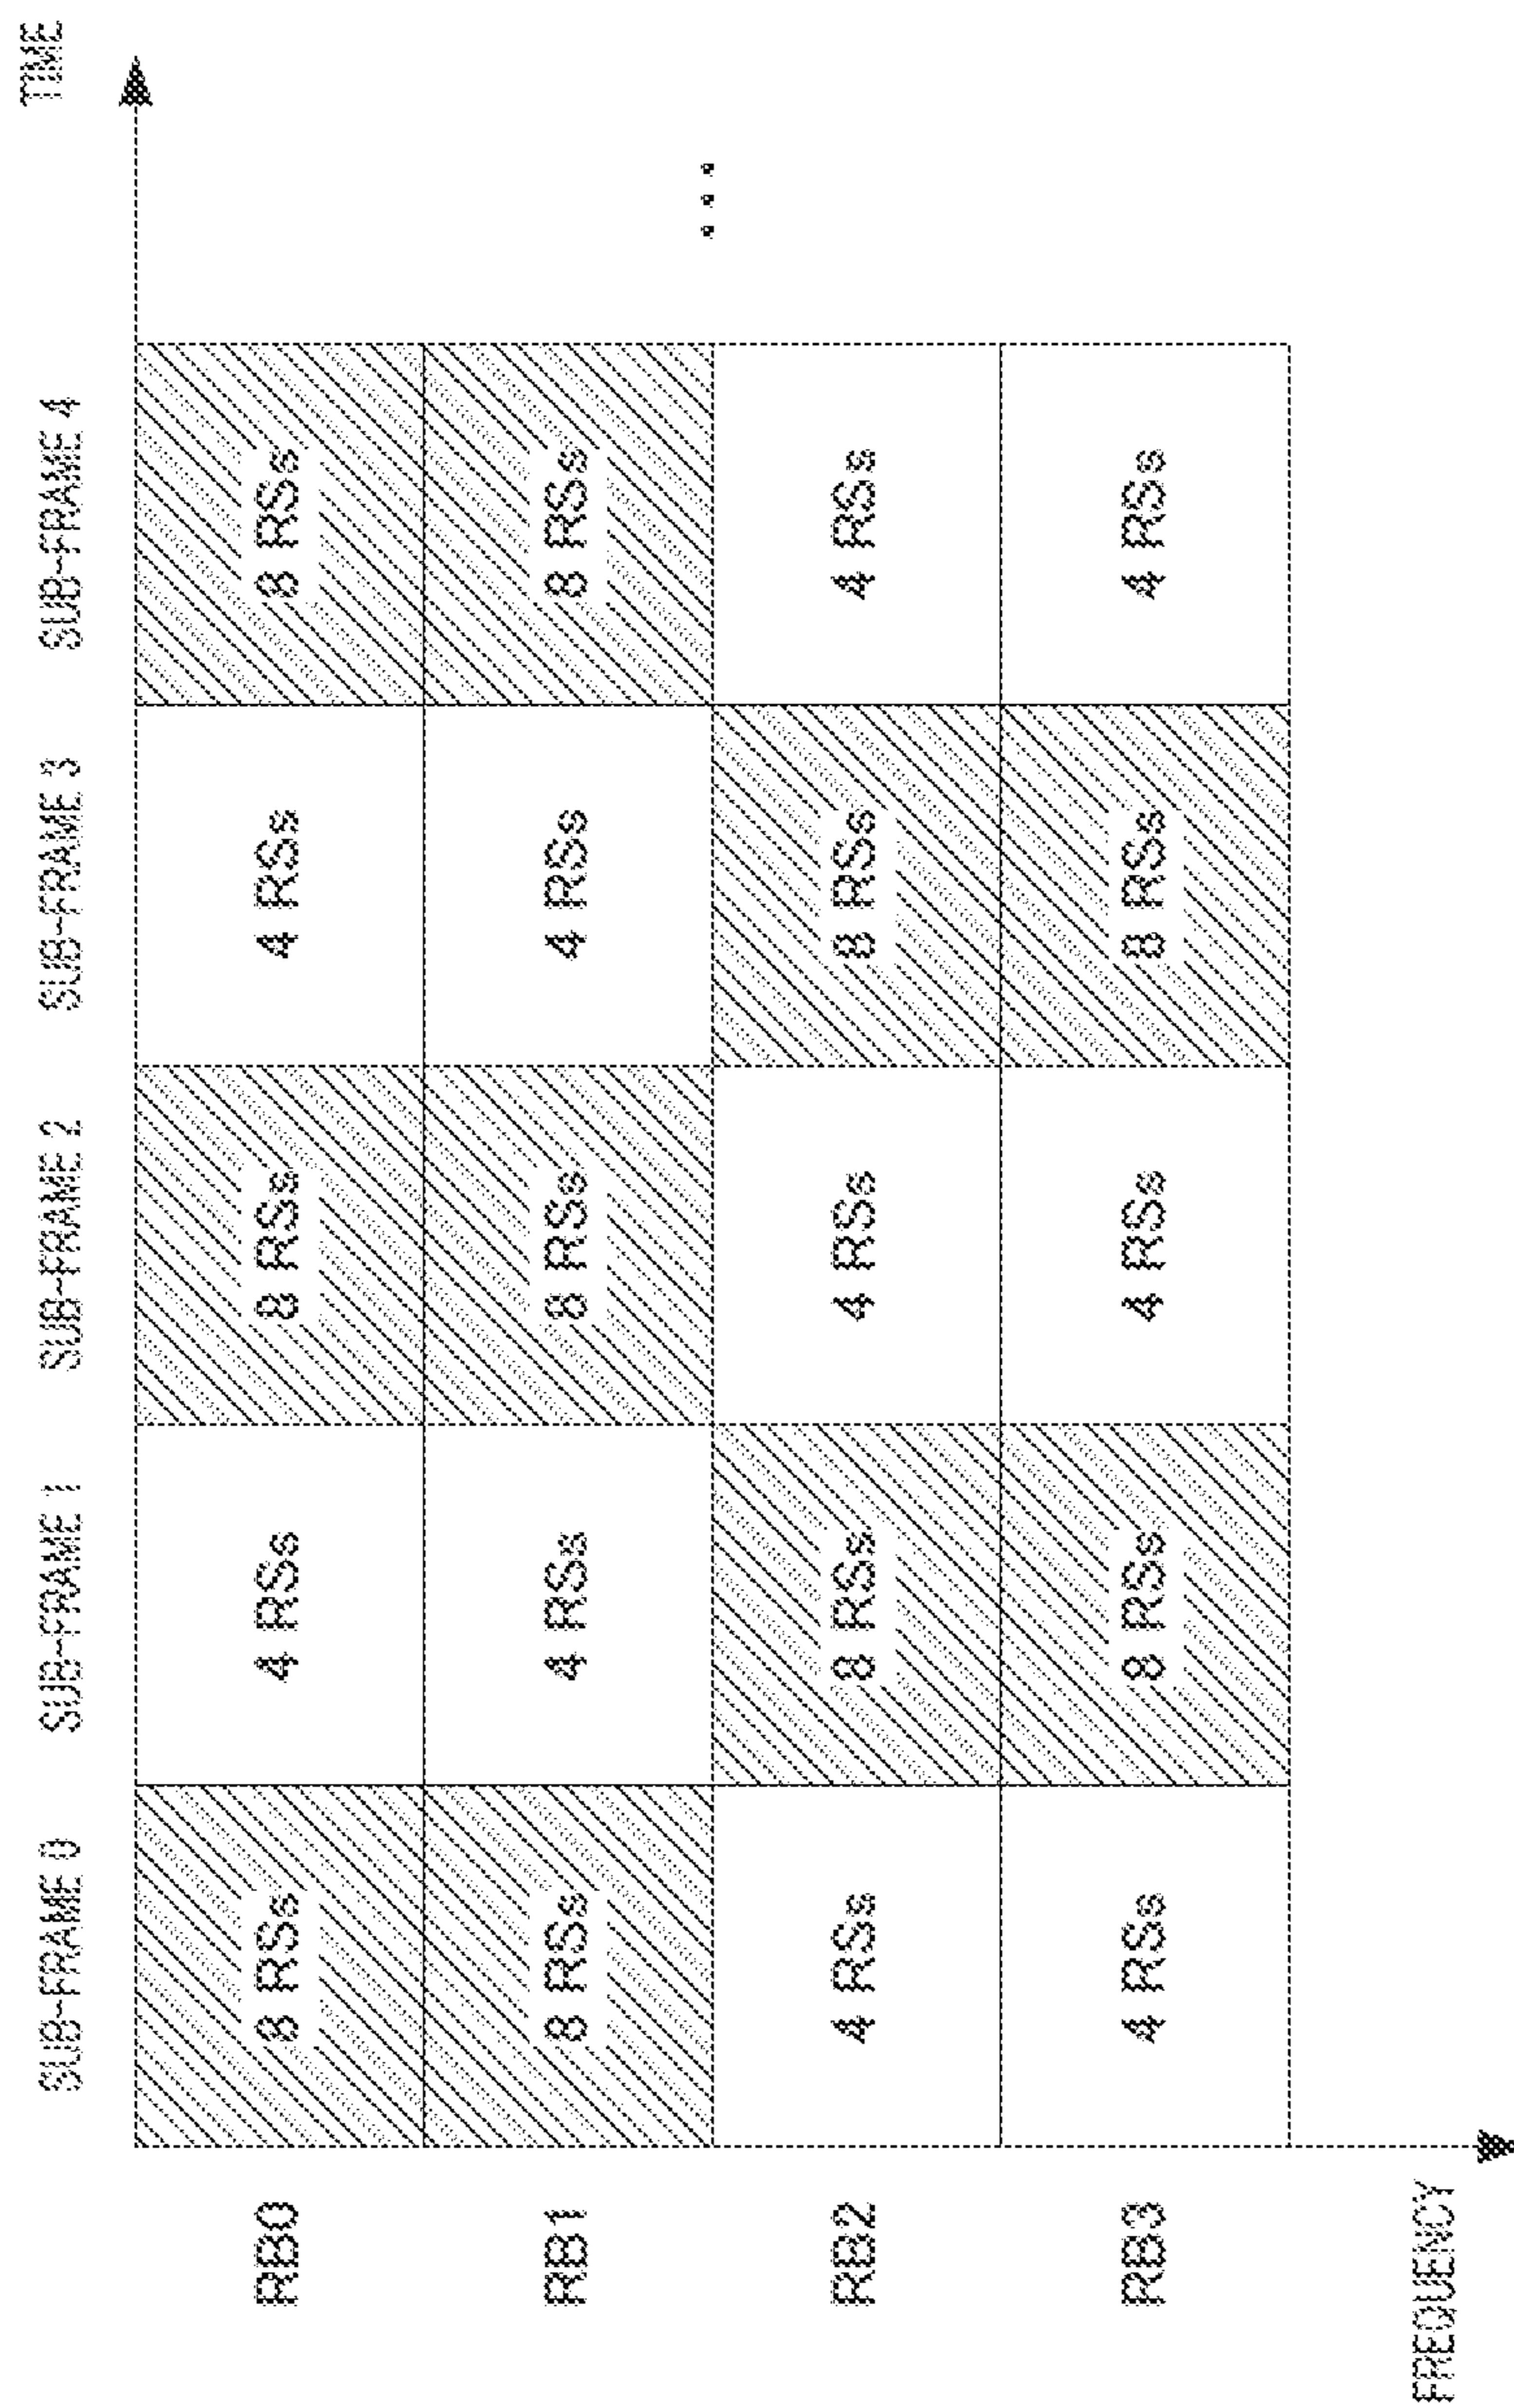 SUB-FRAME 0 SUB-FRAME 1 SUB-FRAME 2 SUB-FRAME 3 SUB-FRAME 4 TIME
RB0 8 RSs 4 RSs 8 RSs 4 RSs 8 RSs
RB1 8 RSs 4 RSs 8 RSs 4 RSs 8 RSs
...
RB2 4 RSs 8 RSs 4 RSs 8 RSs 4 RSs
RB3 4 RSs 8 RSs 4 RSs 8 RSs 4 RSs
FREQUENCY